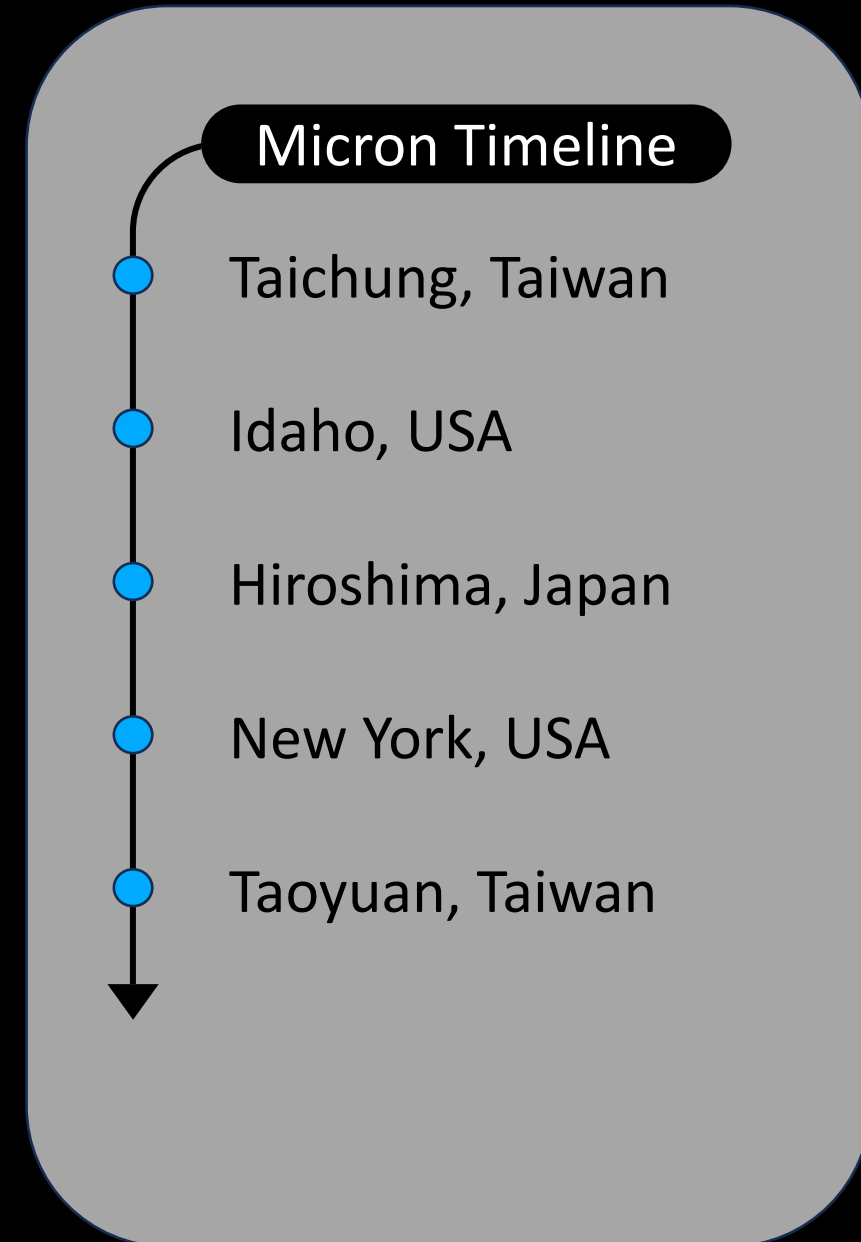 Micron Timeline
Taichung, Taiwan
Idaho, USA
Hiroshima, Japan
New York, USA
Taoyuan, Taiwan